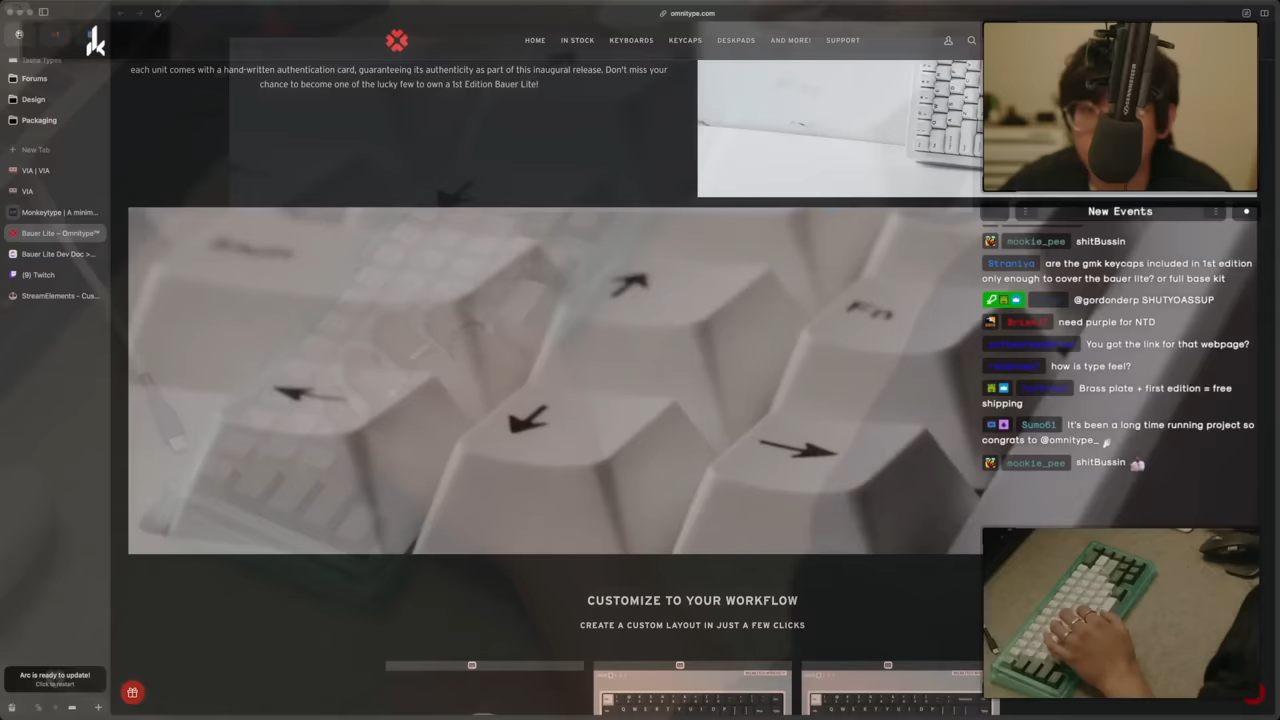 omnitype.com
HOME IN STOCK KEYBOARDS KEYCAPS DESKPADS AND MORE! SUPPORT
Forums
Design
Packaging
New Tab
VIA | VIA
VIA
Monkeytype | A minim...
Bauer Lite – Omnitype™
Bauer Lite Dev Doc >...
(9) Twitch
StreamElements - Cus...
Arc is ready to update!
Click to restart
each unit comes with a hand-written authentication card, guaranteeing its authenticity as part of this inaugural release. Don't miss your
chance to become one of the lucky few to own a 1st Edition Bauer Lite!
Fn
CUSTOMIZE TO YOUR WORKFLOW
CREATE A CUSTOM LAYOUT IN JUST A FEW CLICKS
New Events
mookie_pee shitBussin
Straniya are the gmk keycaps included in 1st edition
only enough to cover the bauer lite? or full base kit
@gordonderp SHUTYOASSUP
need purple for NTD
You got the link for that webpage?
how is type feel?
Brass plate + first edition = free
shipping
Sumo61 It's been a long time running project so
congrats to @omnitype_
mookie_pee shitBussin